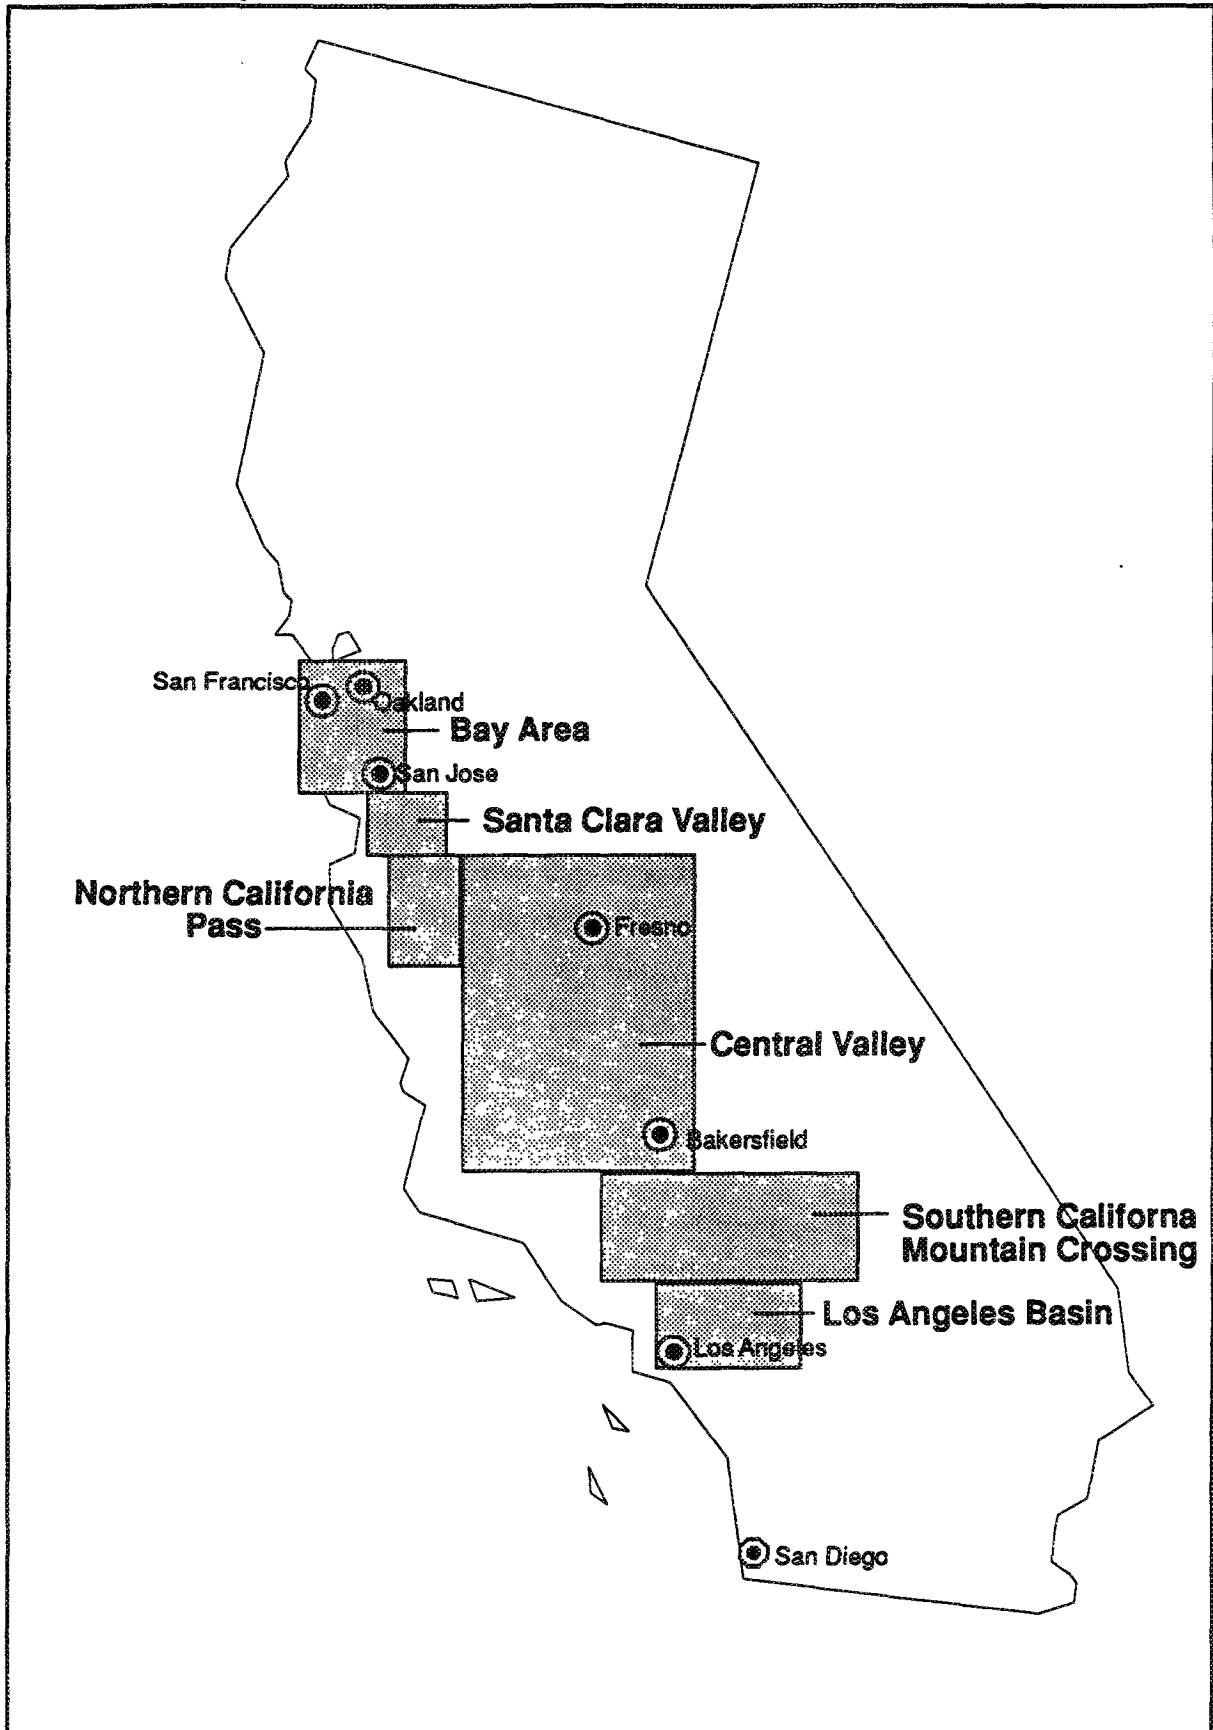 San Francisco
Oakland
Bay Area
San Jose
Santa Clara Valley
Northern California
Pass
Fresno
Central Valley
Bakersfield
Southern Californa
Mountain Crossing
Los Angeles Basin
Los Angeles
San Diego